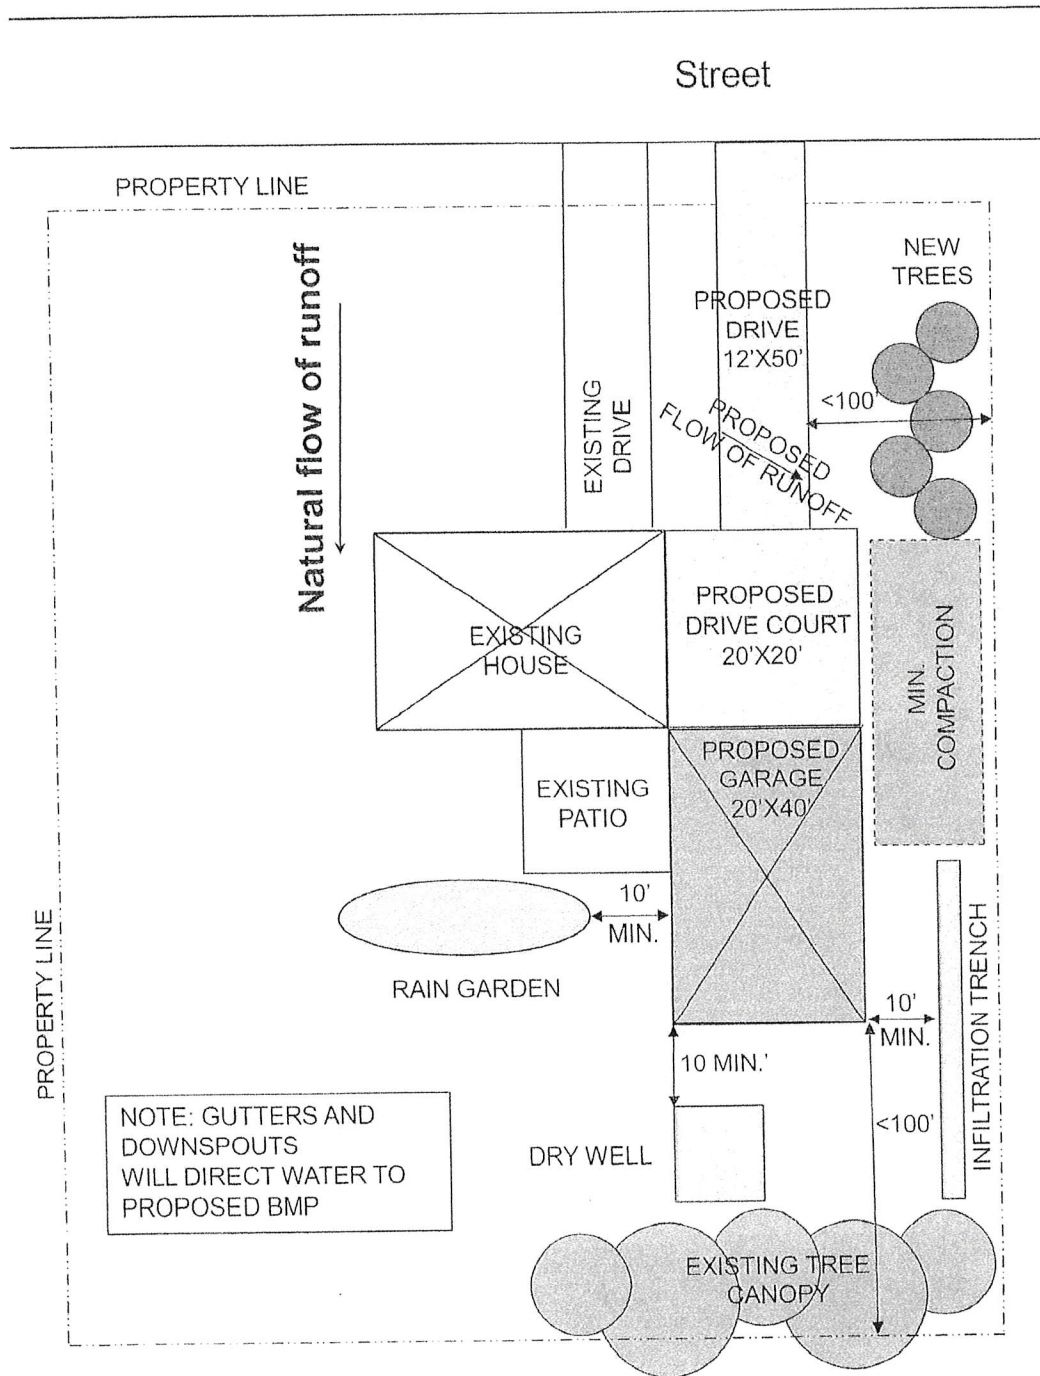 Street
PROPERTY LINE
Natural flow of runoff
NEW
TREES
PROPOSED
DRIVE
12'X50'
<100'
EXISTING
DRIVE
PROPOSED
FLOW OF RUNOFF
EXISTING
HOUSE
PROPOSED
DRIVE COURT
20'X20'
MIN.
COMPACTION
PROPOSED
GARAGE
20'X40'
EXISTING
PATIO
10'
MIN.
RAIN GARDEN
PROPERTY LINE
10'
MIN.
INFILTRATION TRENCH
10 MIN.'
<100'
NOTE: GUTTERS AND
DOWNSPOUTS
WILL DIRECT WATER TO
PROPOSED BMP
DRY WELL
EXISTING TREE
CANOPY